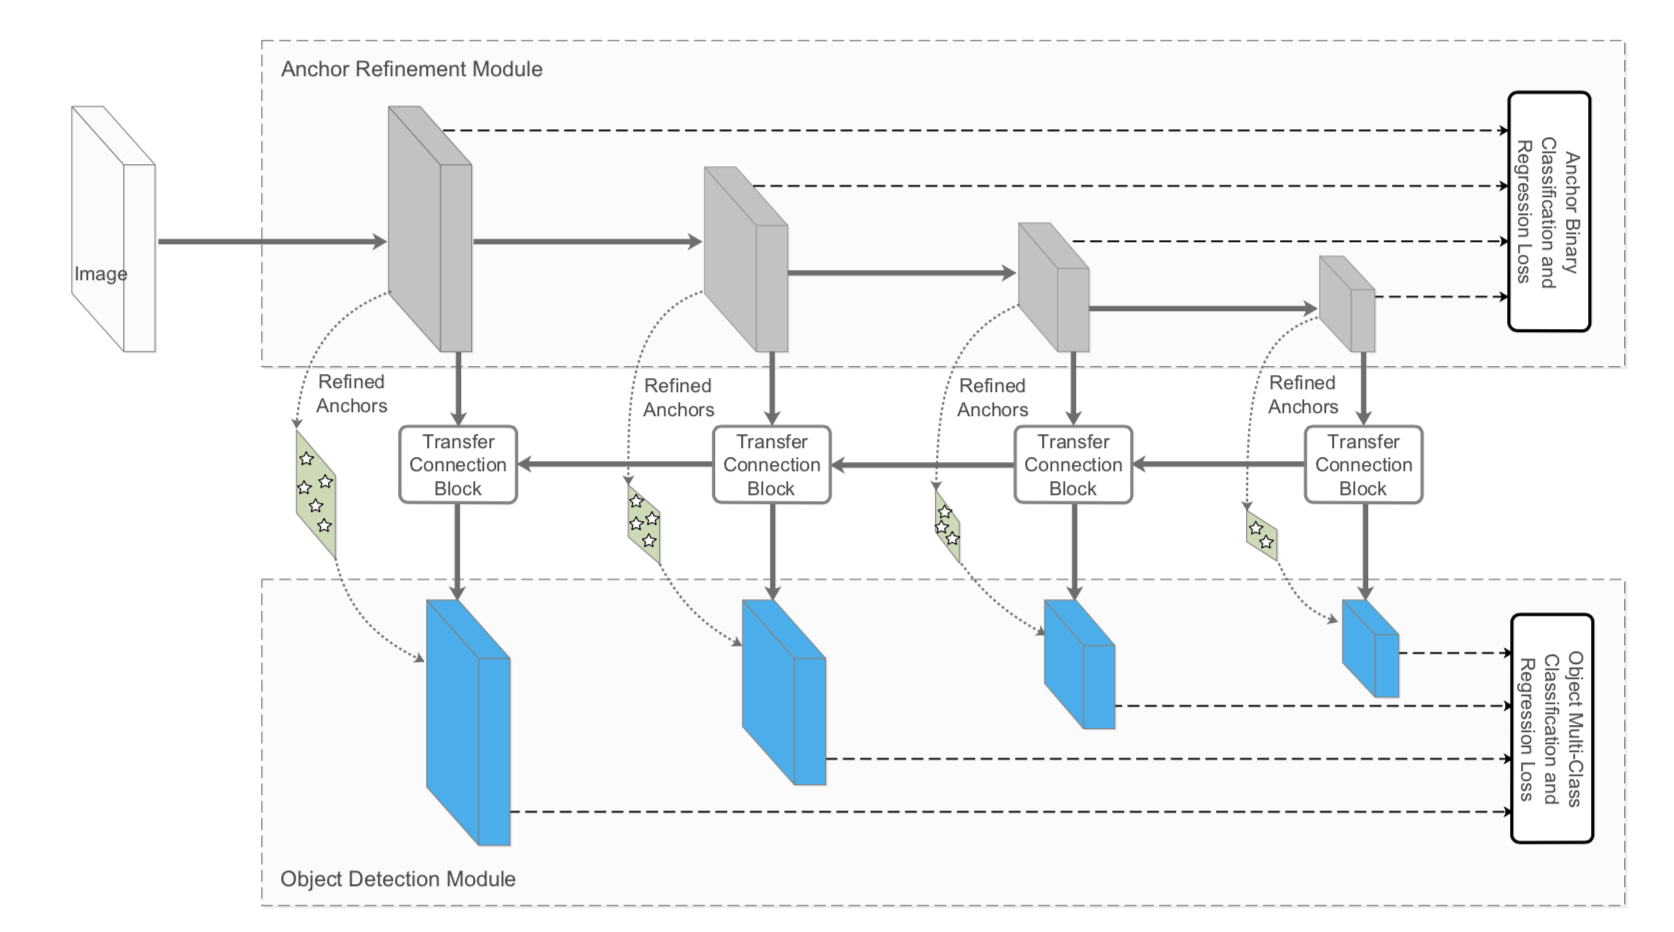 Anchor Refinement Module
Image
Anchor Binary
Classification and
Regression Loss
Refined
Anchors
Refined
Anchors
Refined
Anchors
Refined
Anchors
Transfer
Connection
Block
Transfer
Connection
Block
Transfer
Connection
Block
Transfer
Connection
Block
Object Multi-Class
Classification and
Regression Loss
Object Detection Module